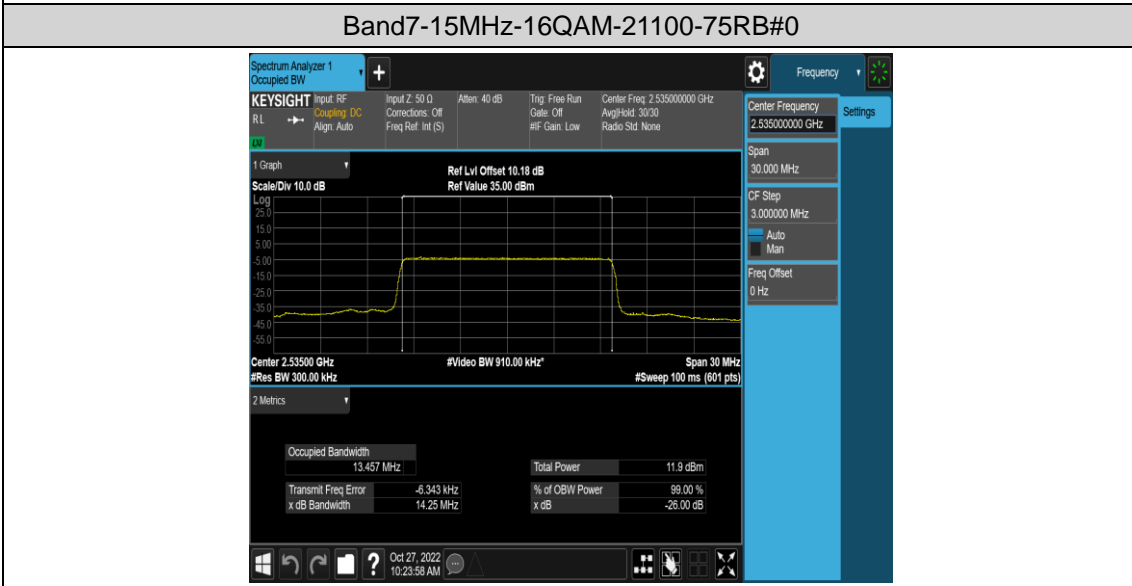 Band7-15MHz-16QAM-21100-75RB#0
Spectrum Analyzer 1
Occupied BW
+
Frequency
KEYSIGHT
RL
Input: RF
Coupling: DC
Align: Auto
Input Z: 50 Ω
Corrections: Off
Freq Ref: Int (S)
Atten: 40 dB
Trig: Free Run
Gate: Off
#IF Gain: Low
Center Freq: 2.535000000 GHz
Avg|Hold: 30/30
Radio Std: None
Center Frequency
2.535000000 GHz
Settings
Span
30.000 MHz
CF Step
3.000000 MHz
Auto
Man
Freq Offset
0 Hz
1 Graph
Ref Lvl Offset 10.18 dB
Scale/Div 10.0 dB
Ref Value 35.00 dBm
Log
25.0
15.0
5.00
-5.00
-15.0
-25.0
-35.0
-45.0
-55.0
Center 2.53500 GHz
#Video BW 910.00 kHz*
Span 30 MHz
#Res BW 300.00 kHz
#Sweep 100 ms (601 pts)
2 Metrics
Occupied Bandwidth
13.457 MHz
Total Power 11.9 dBm
Transmit Freq Error -6.343 kHz
% of OBW Power 99.00 %
x dB Bandwidth 14.25 MHz
x dB -26.00 dB
?
Oct 27, 2022
10:23:58 AM